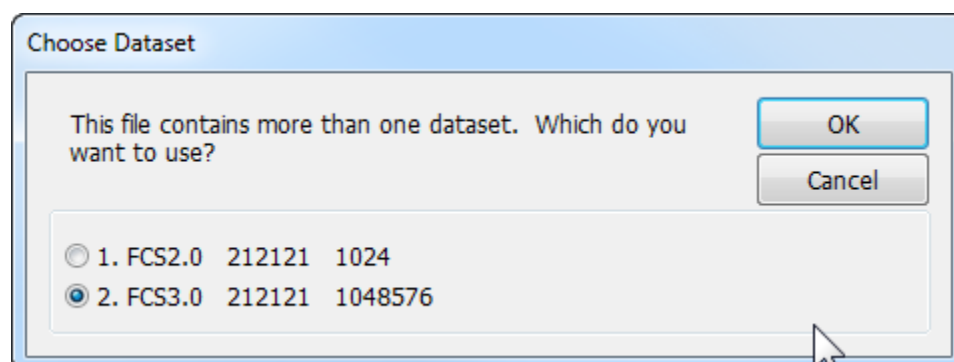 Choose Dataset
This file contains more than one dataset. Which do you
want to use?
OK
Cancel
1. FCS2.0 212121 1024
2. FCS3.0 212121 1048576